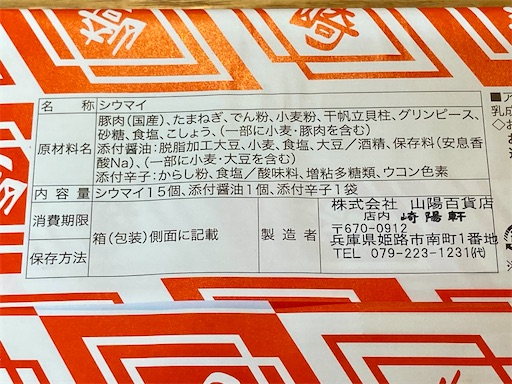 名 称 シウマイ
原材料名 豚肉(国産)、たまねぎ、でん粉、小麦粉、干帆立貝柱、グリンピース、
砂糖、食塩、こしょう、(一部に小麦・豚肉を含む)
添付醤油:脱脂加工大豆、小麦、食塩、大豆/酒精、保存料(安息香
酸Na)、(一部に小麦・大豆を含む)
添付辛子:からし粉、食塩/酸味料、増粘多糖類、ウコン色素
内 容 量 シウマイ15個、添付醤油1個、添付辛子1袋
消費期限
保存方法
箱(包装)側面に記載
製 造 者
株式会社 山陽百貨店
店内 崎陽軒
〒670-0912
兵庫県姫路市南町1番地
TEL 079-223-1231(代)
■ア
乳成